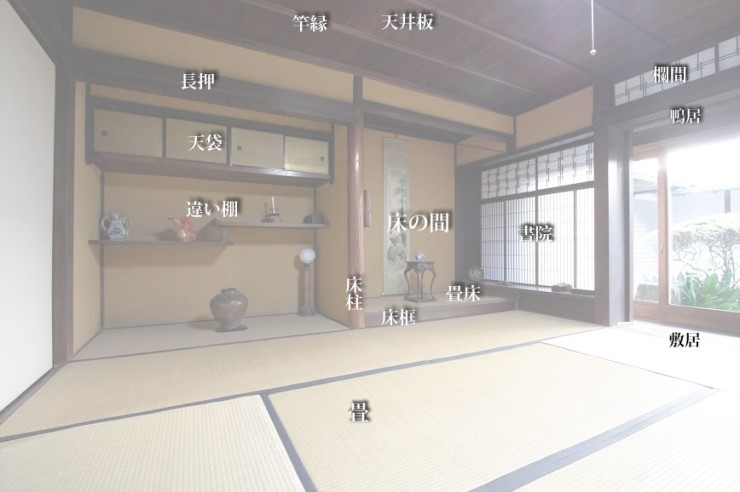 竿縁
天井板
長押
欄間
鴨居
天袋
違い棚
床の間
書院
床柱
畳床
床框
敷居
畳